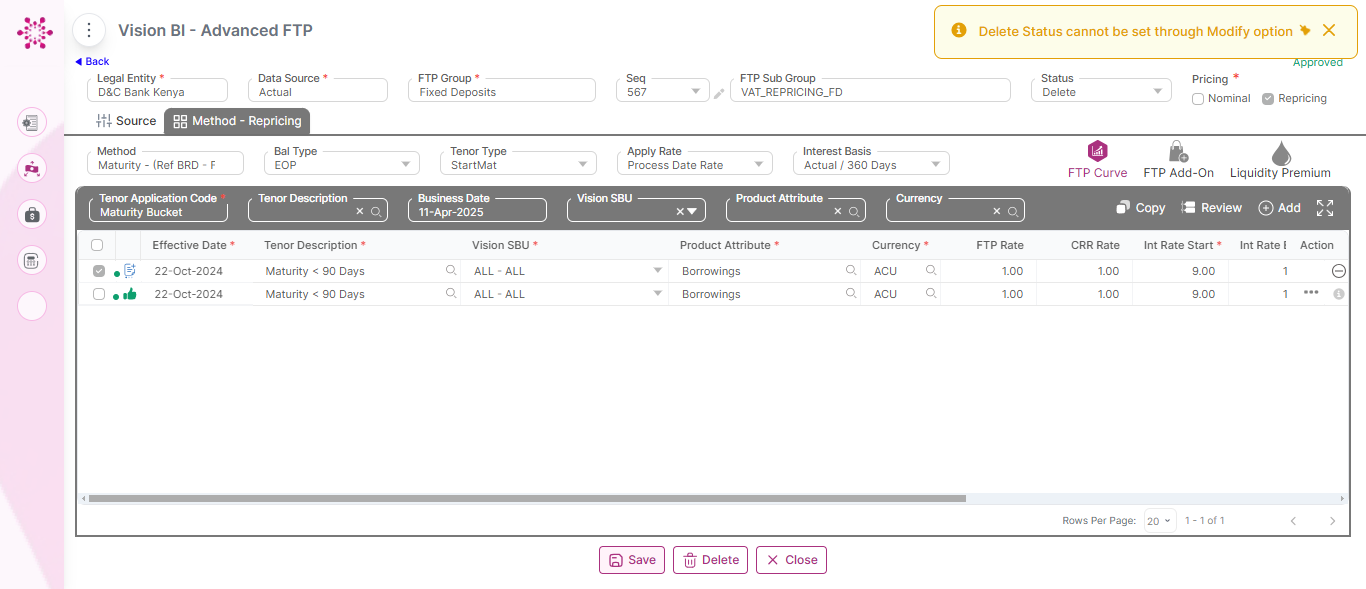 Vision BI - Advanced FTP
Delete Status cannot be set through Modify option
Back
Approved
Legal Entity *
D&C Bank Kenya
Data Source *
Actual
FTP Group *
Fixed Deposits
Seq
567
FTP Sub Group
VAT_REPRICING_FD
Status
Delete
Pricing *
Nominal
Repricing
Source
Method - Repricing
Method
Maturity - (Ref BRD - F
Bal Type
EOP
Tenor Type
StartMat
Apply Rate
Process Date Rate
Interest Basis
Actual / 360 Days
FTP Curve
FTP Add-On
Liquidity Premium
Tenor Application Code *
Maturity Bucket
Tenor Description
Business Date
11-Apr-2025
Vision SBU
Product Attribute
Currency
Copy
Review
Add
Effective Date * Tenor Description * Vision SBU * Product Attribute * Currency * FTP Rate CRR Rate Int Rate Start * Int Rate E Action
22-Oct-2024 Maturity < 90 Days ALL - ALL Borrowings ACU 1.00 1.00 9.00 1
22-Oct-2024 Maturity < 90 Days ALL - ALL Borrowings ACU 1.00 1.00 9.00 1
Rows Per Page: 20 1 - 1 of 1
Save
Delete
Close